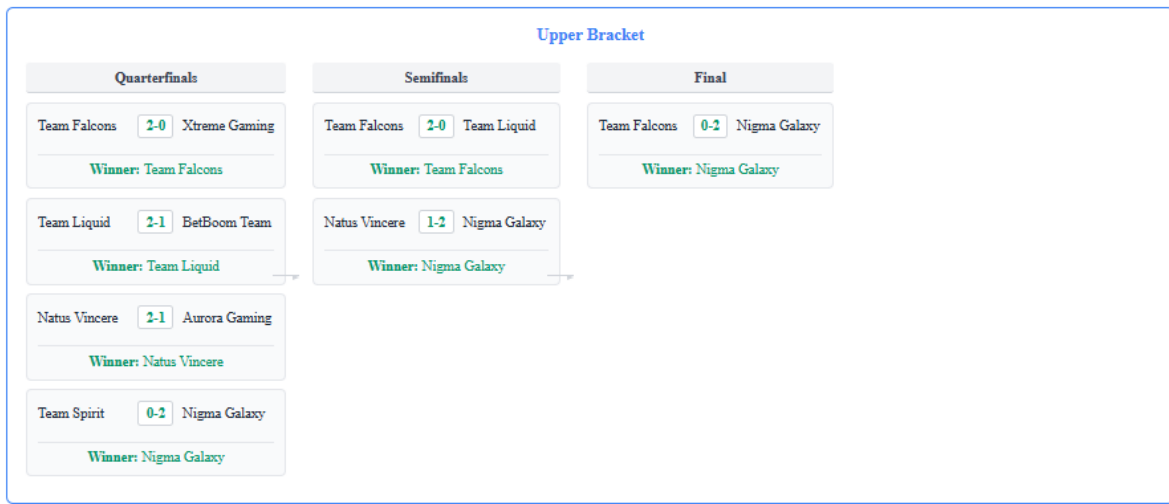 Upper Bracket
Quarterfinals
Team Falcons 2-0 Xtreme Gaming
Winner: Team Falcons
Team Liquid 2-1 BetBoom Team
Winner: Team Liquid
Natus Vincere 2-1 Aurora Gaming
Winner: Natus Vincere
Team Spirit 0-2 Nigma Galaxy
Winner: Nigma Galaxy
Semifinals
Team Falcons 2-0 Team Liquid
Winner: Team Falcons
Natus Vincere 1-2 Nigma Galaxy
Winner: Nigma Galaxy
Final
Team Falcons 0-2 Nigma Galaxy
Winner: Nigma Galaxy